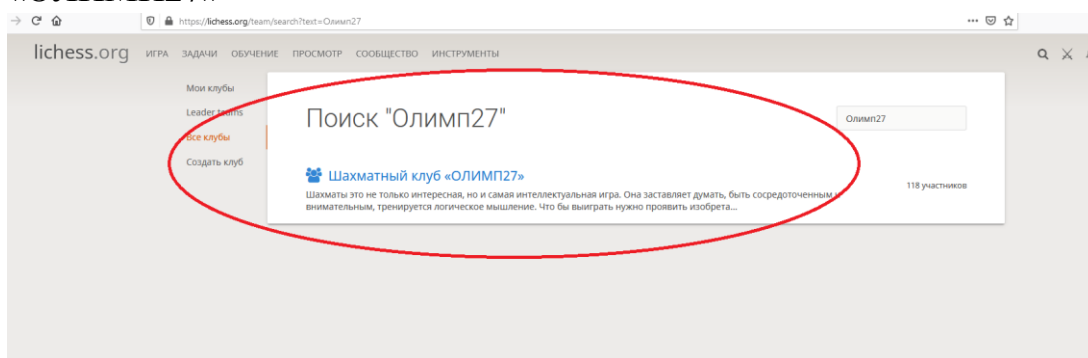 https://lichess.org/team/search?text=Олимп27
lichess.org ИГРА ЗАДАЧИ ОБУЧЕНИЕ ПРОСМОТР СООБЩЕСТВО ИНСТРУМЕНТЫ
Мои клубы
Leader teams
Все клубы
Создать клуб
Поиск "Олимп27"
Олимп27
Шахматный клуб «ОЛИМП27»
118 участников
Шахматы это не только интересная, но и самая интеллектуальная игра. Она заставляет думать, быть сосредоточенным и
внимательным, тренируется логическое мышление. Что бы выиграть нужно проявить изобрета...